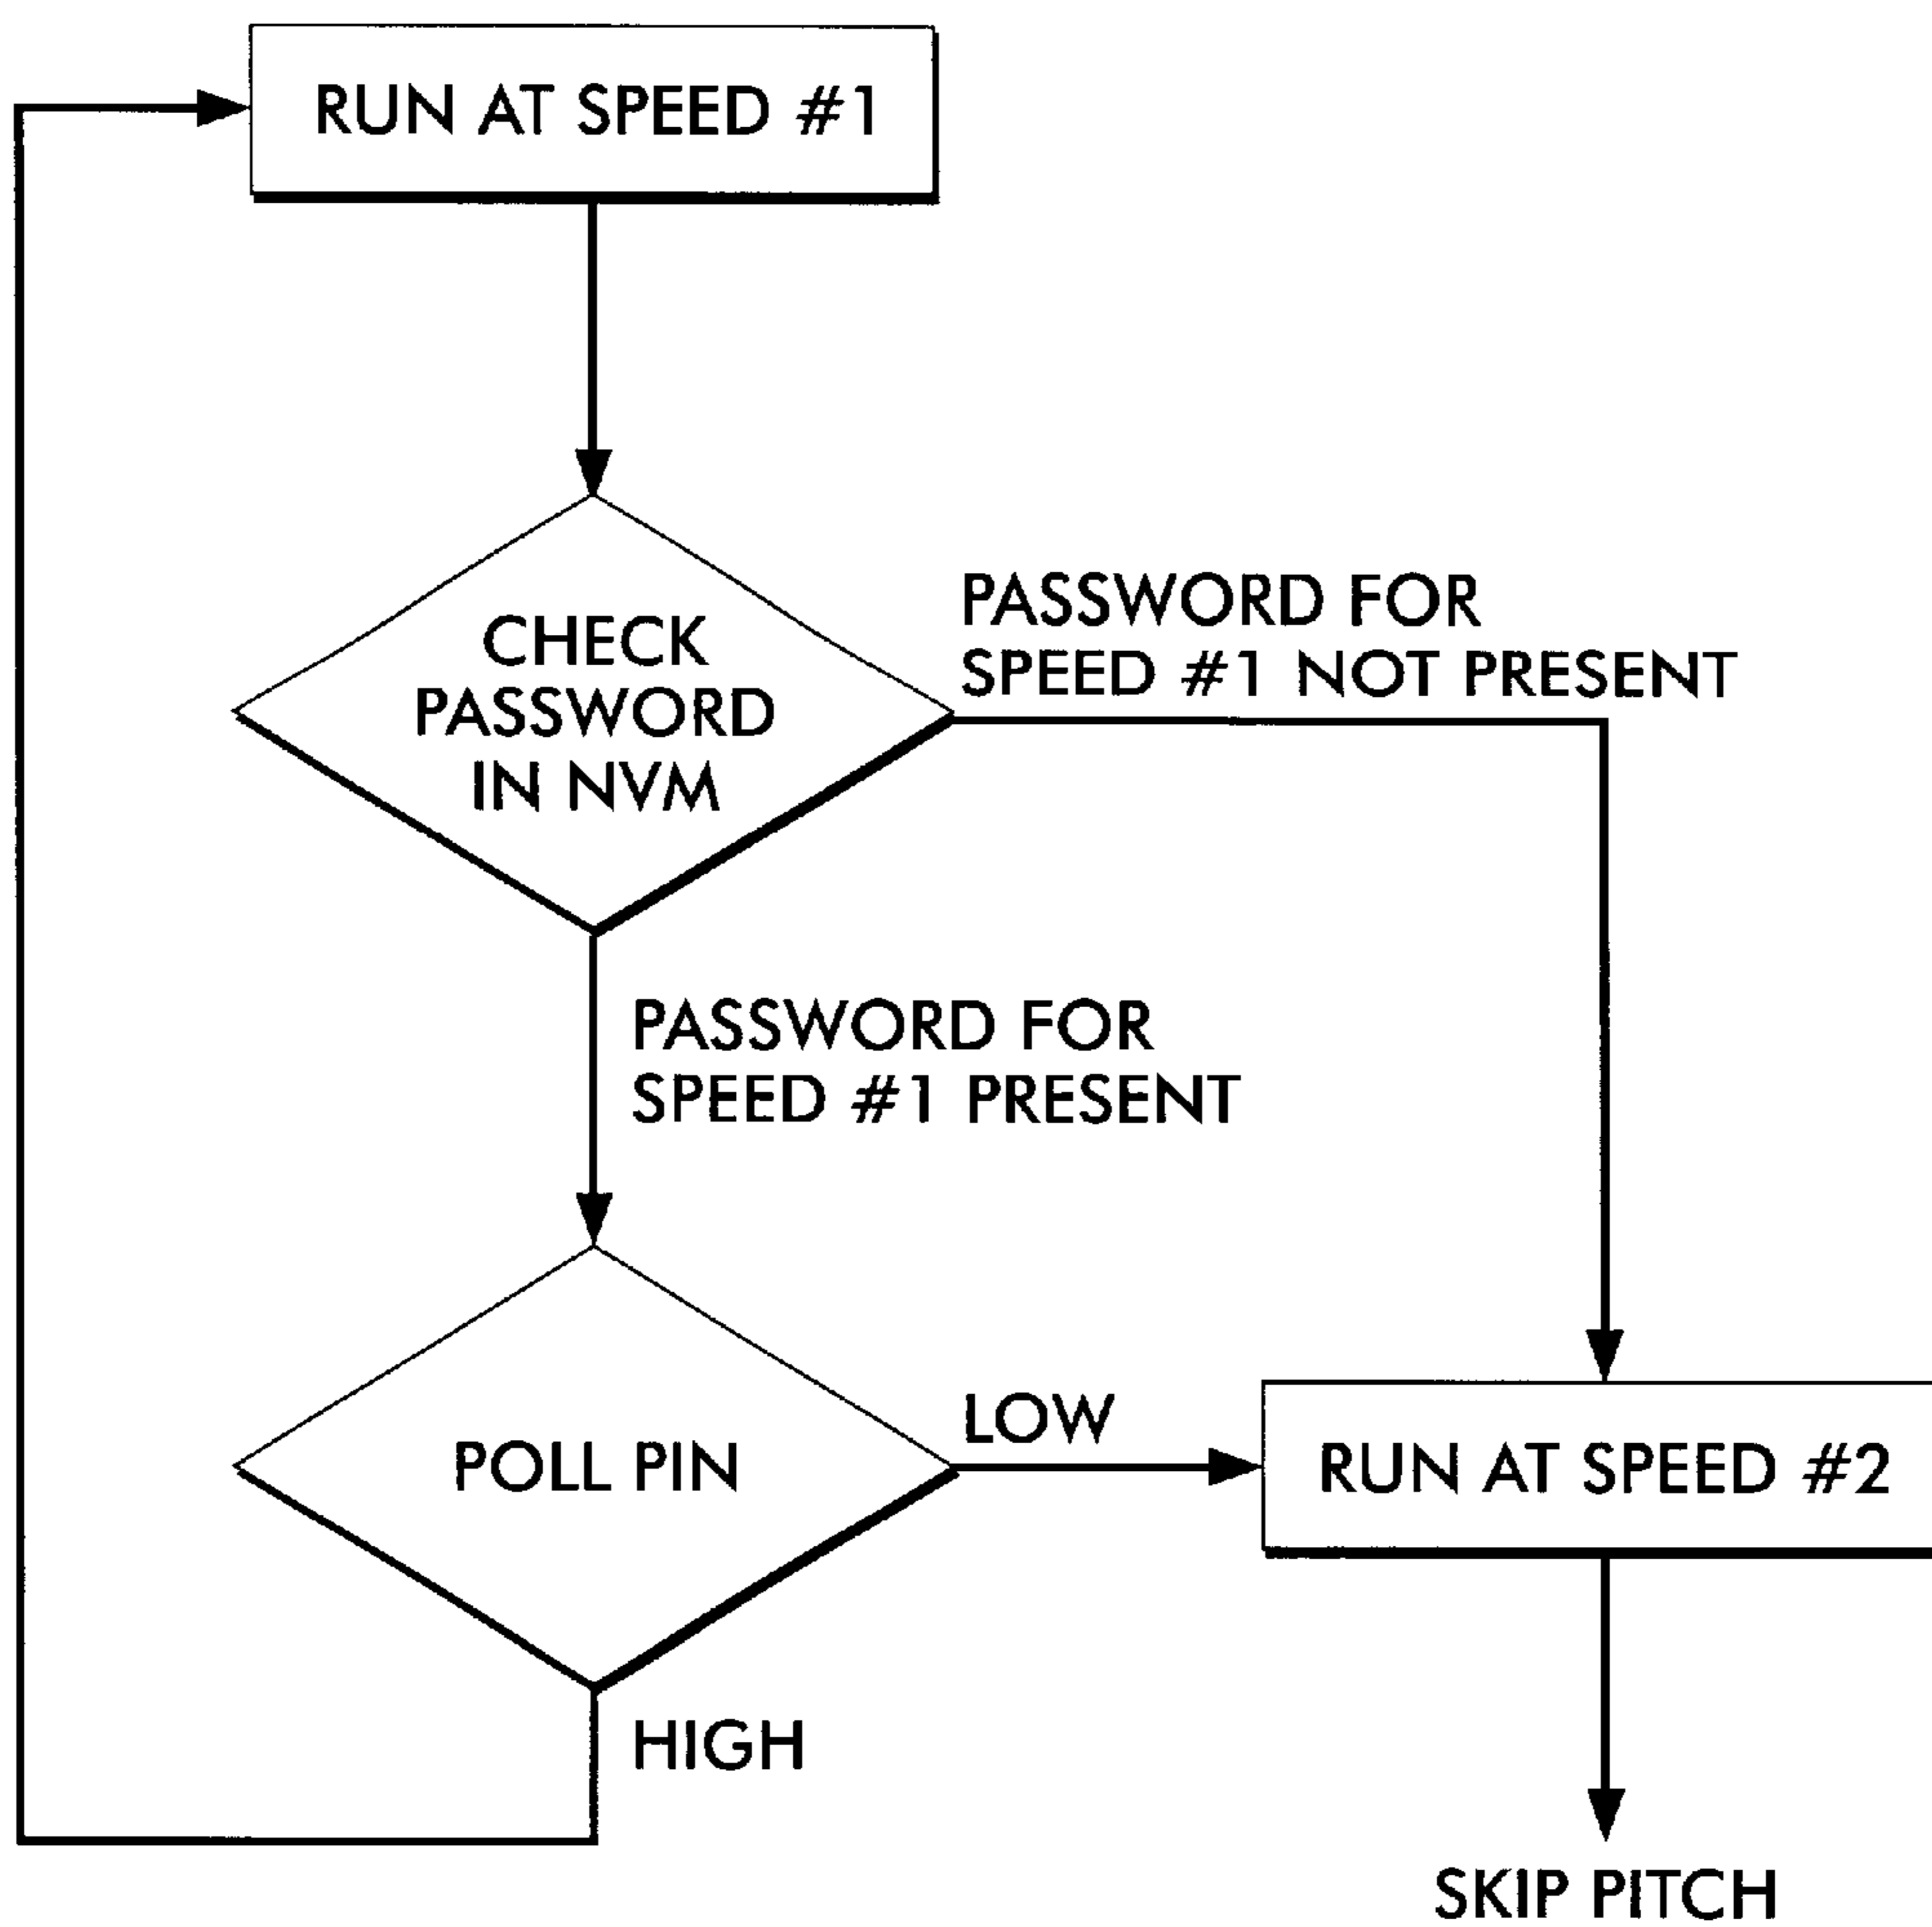 RUN AT SPEED #1
CHECK
PASSWORD
IN NVM
PASSWORD FOR
SPEED #1 NOT PRESENT
PASSWORD FOR
SPEED #1 PRESENT
POLL PIN
LOW
RUN AT SPEED #2
HIGH
SKIP PITCH